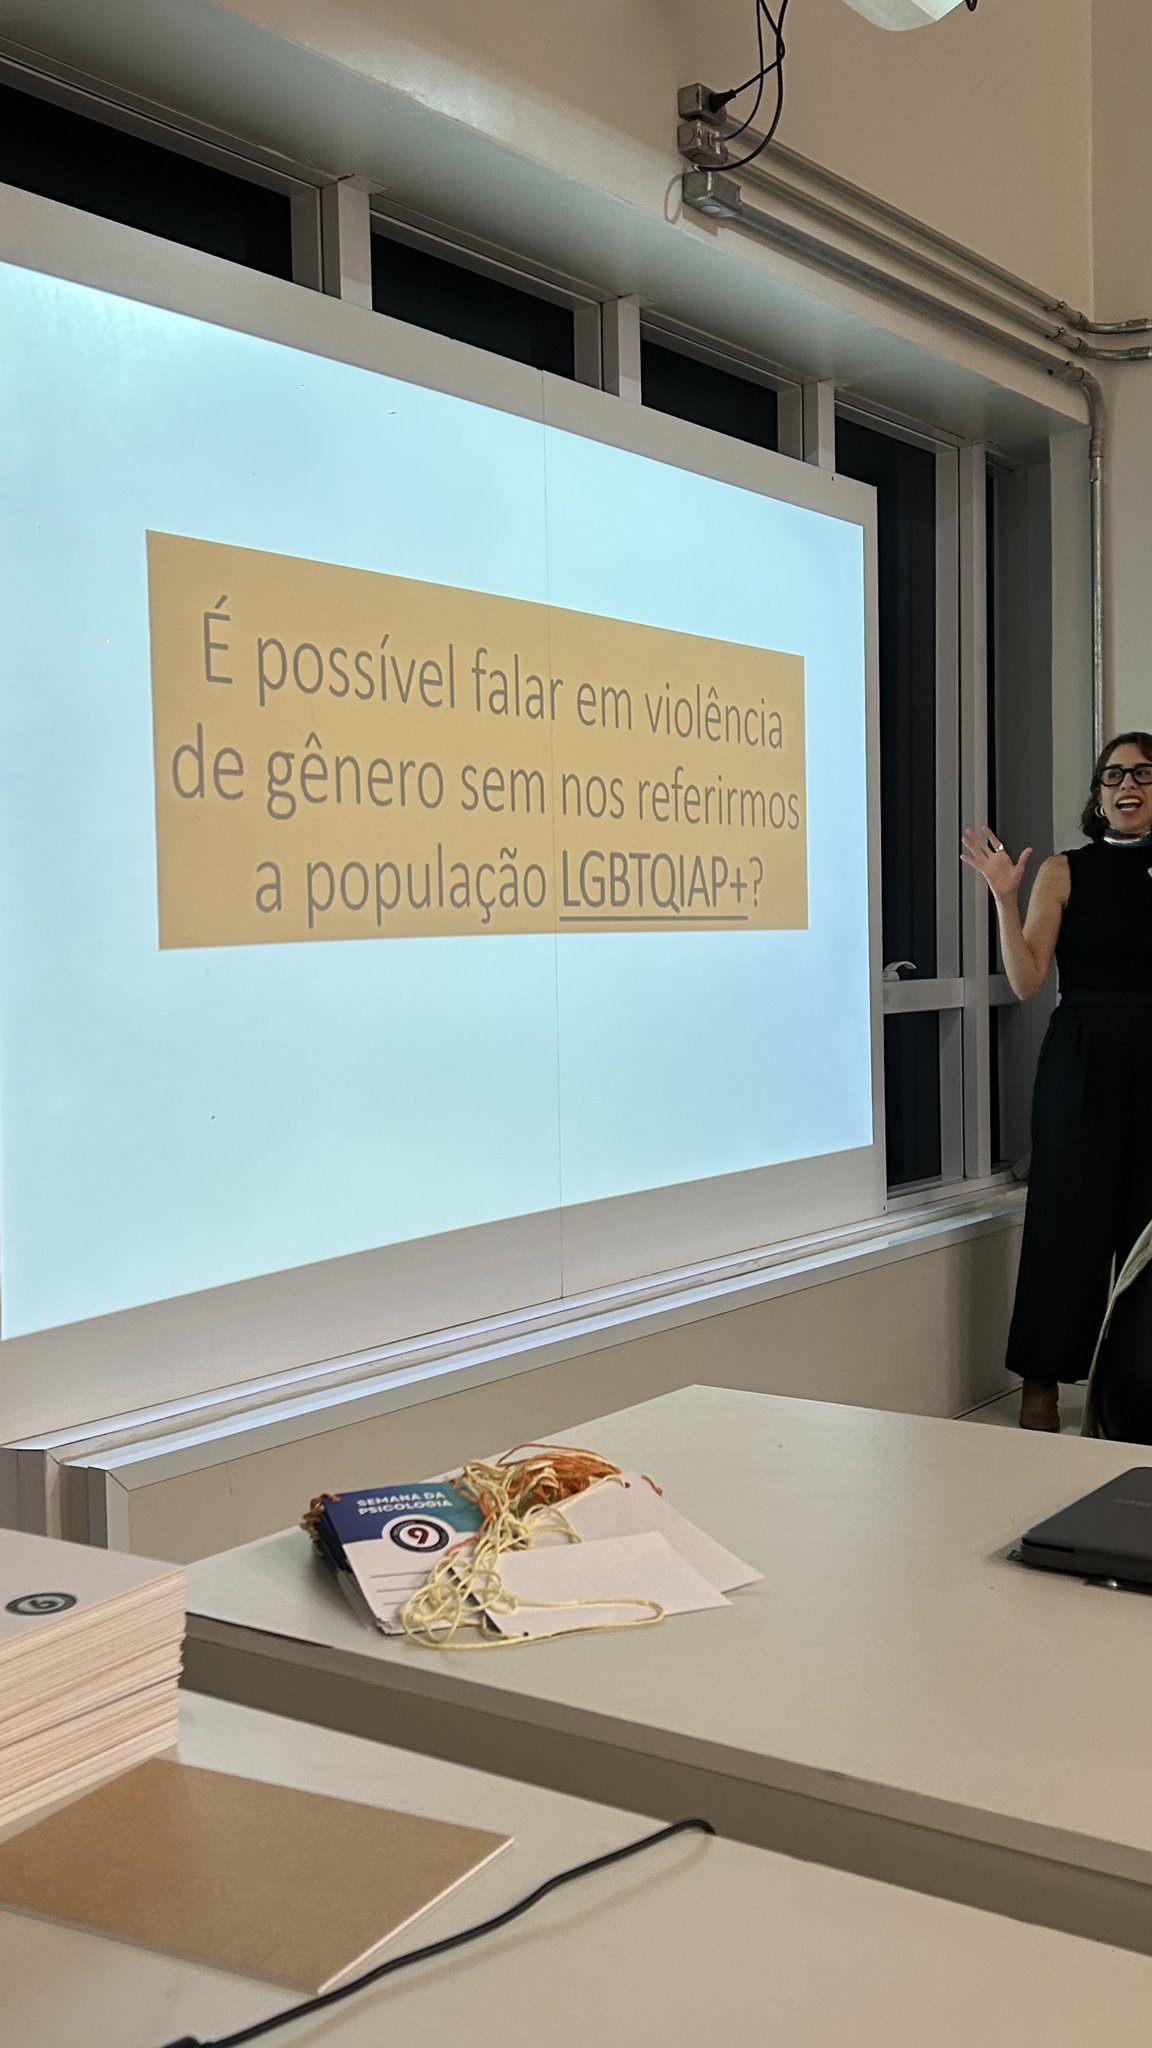 É possível falar em violência
de gênero sem nos referirmos
a população LGBTQIAP+?
SEMANA DA
PSICOLOGIA